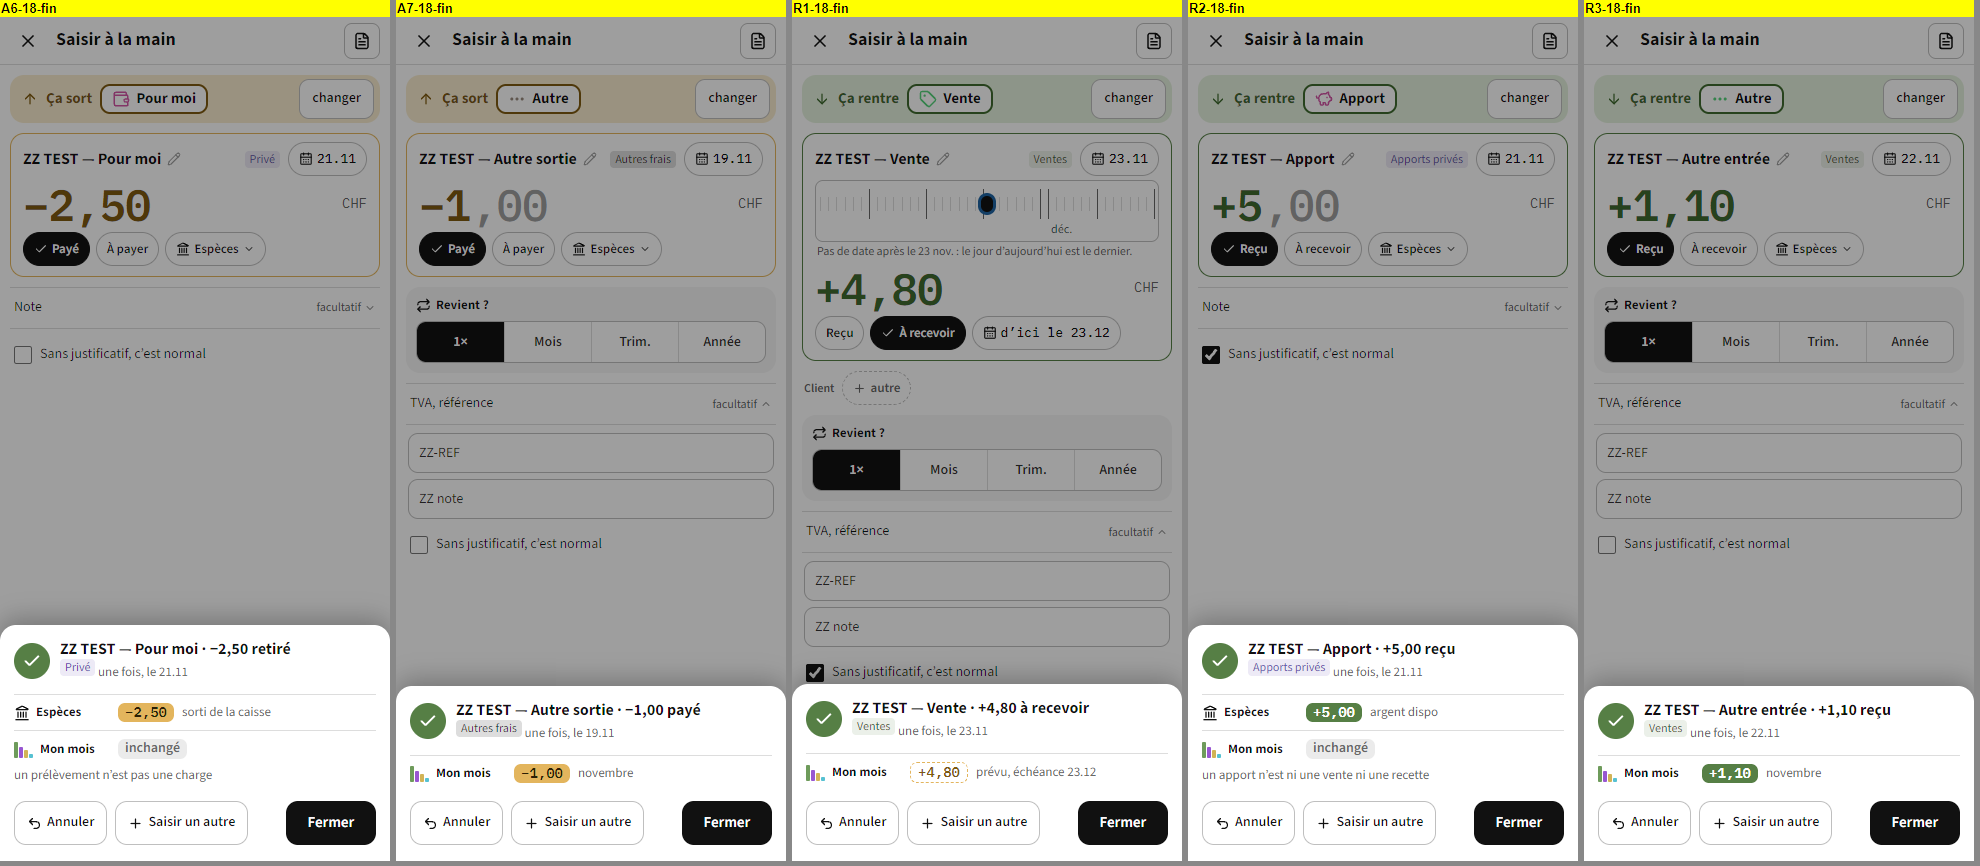 A6-18-fin
Saisir à la main
Ça sort Pour moi changer
ZZ TEST — Pour moi Privé 21.11
−2,50 CHF
Payé À payer Espèces
Note facultatif
Sans justificatif, c’est normal
ZZ TEST — Pour moi · −2,50 retiré
Privé une fois, le 21.11
Espèces −2,50 sorti de la caisse
Mon mois inchangé
un prélèvement n’est pas une charge
Annuler Saisir un autre Fermer
A7-18-fin
Saisir à la main
Ça sort Autre changer
ZZ TEST — Autre sortie Autres frais 19.11
−1,00 CHF
Payé À payer Espèces
Revient ?
1× Mois Trim. Année
TVA, référence facultatif
ZZ-REF
ZZ note
Sans justificatif, c’est normal
ZZ TEST — Autre sortie · −1,00 payé
Autres frais une fois, le 19.11
Mon mois −1,00 novembre
Annuler Saisir un autre Fermer
R1-18-fin
Saisir à la main
Ça rentre Vente changer
ZZ TEST — Vente Ventes 23.11
déc.
Pas de date après le 23 nov. : le jour d’aujourd’hui est le dernier.
+4,80 CHF
Reçu À recevoir d’ici le 23.12
Client + autre
Revient ?
1× Mois Trim. Année
TVA, référence facultatif
ZZ-REF
ZZ note
Sans justificatif, c’est normal
ZZ TEST — Vente · +4,80 à recevoir
Ventes une fois, le 23.11
Mon mois +4,80 prévu, échéance 23.12
Annuler Saisir un autre Fermer
R2-18-fin
Saisir à la main
Ça rentre Apport changer
ZZ TEST — Apport Apports privés 21.11
+5,00 CHF
Reçu À recevoir Espèces
Note facultatif
Sans justificatif, c’est normal
ZZ TEST — Apport · +5,00 reçu
Apports privés une fois, le 21.11
Espèces +5,00 argent dispo
Mon mois inchangé
un apport n’est ni une vente ni une recette
Annuler Saisir un autre Fermer
R3-18-fin
Saisir à la main
Ça rentre Autre changer
ZZ TEST — Autre entrée Ventes 22.11
+1,10 CHF
Reçu À recevoir Espèces
Revient ?
1× Mois Trim. Année
TVA, référence facultatif
ZZ-REF
ZZ note
Sans justificatif, c’est normal
ZZ TEST — Autre entrée · +1,10 reçu
Ventes une fois, le 22.11
Mon mois +1,10 novembre
Annuler Saisir un autre Fermer